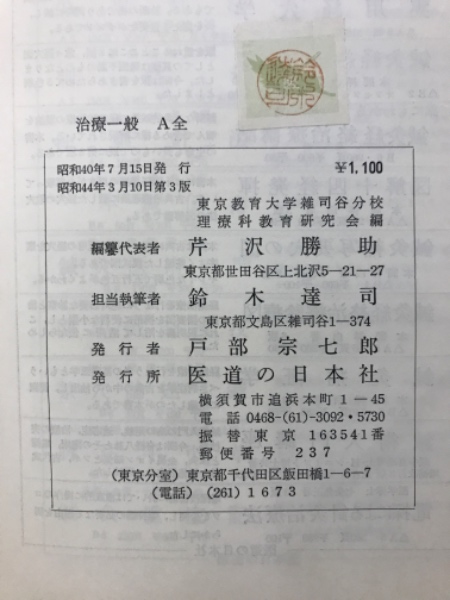 治療一般 A全
昭和40年7月15日発行
昭和44年3月10日第3版
¥1,100
東京教育大学雑司谷分校
理療科教育研究会編
編纂代表者 芹沢勝助
東京都世田谷区上北沢5―21―27
担当執筆者 鈴木達司
東京都文島区雑司谷1―374
発行者 戸部宗七郎
発行所 医道の日本社
横須賀市追浜本町1―45
電話 0468-(61)-3092・5730
振替東京 163541番
郵便番号 237
(東京分室) 東京都千代田区飯田橋1―6―7
(電話) (261) 1673